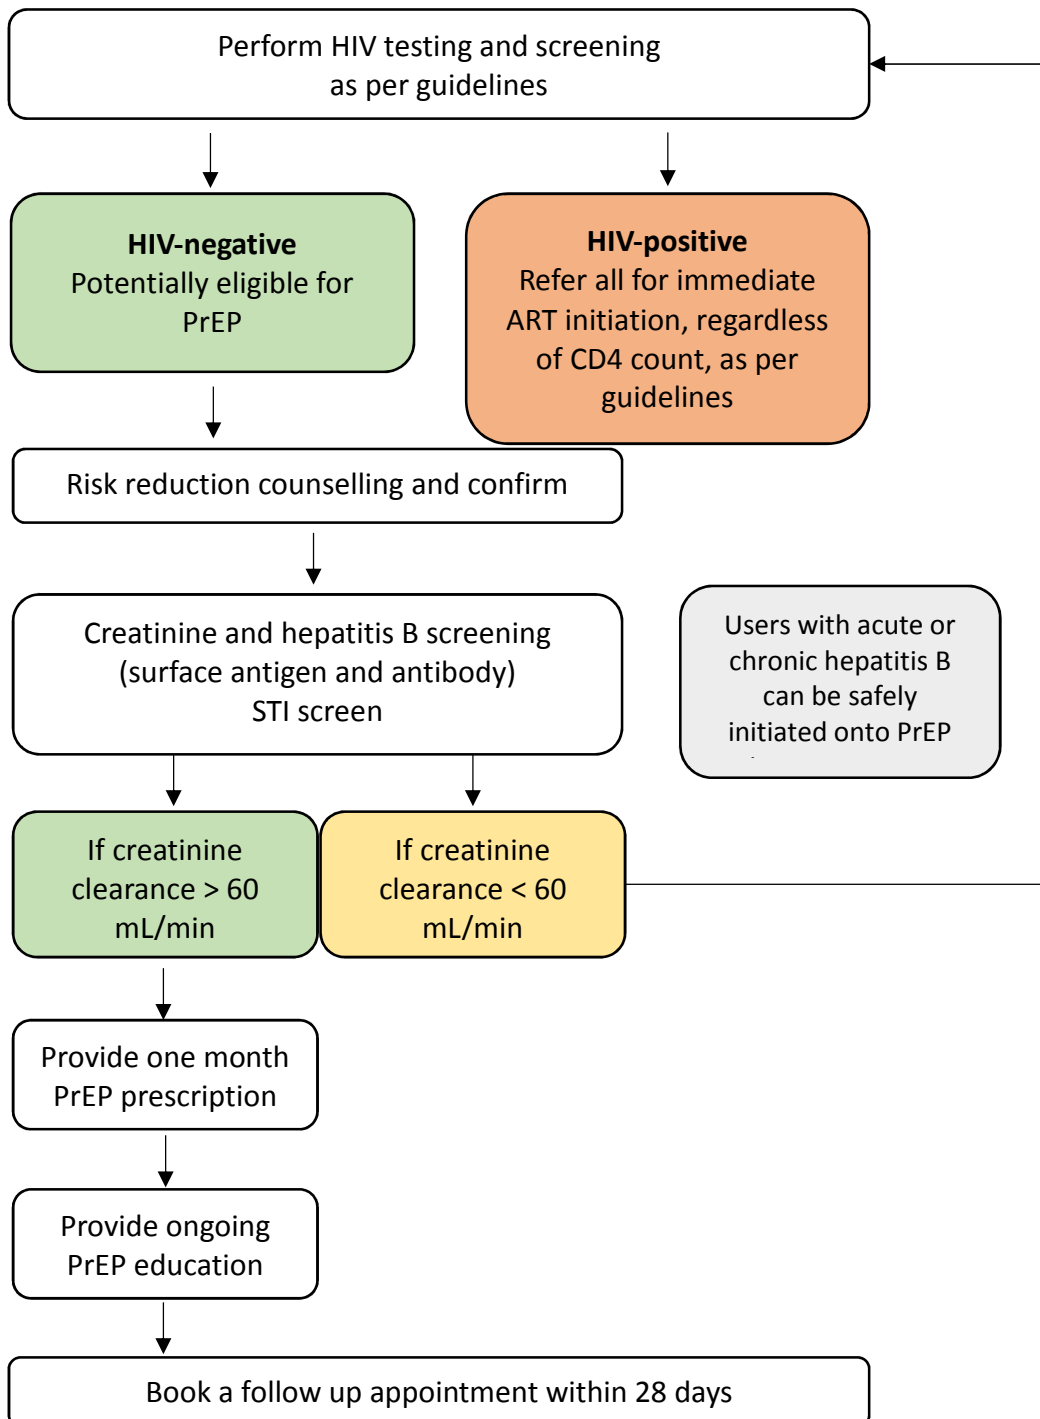 Perform HIV testing and screening
as per guidelines
HIV-negative
Potentially eligible for
PrEP
HIV-positive
Refer all for immediate
ART initiation, regardless
of CD4 count, as per
guidelines
Risk reduction counselling and confirm
Creatinine and hepatitis B screening
(surface antigen and antibody)
STI screen
Users with acute or
chronic hepatitis B
can be safely
initiated onto PrEP
If creatinine
clearance > 60
mL/min
If creatinine
clearance < 60
mL/min
Provide one month
PrEP prescription
Provide ongoing
PrEP education
Book a follow up appointment within 28 days